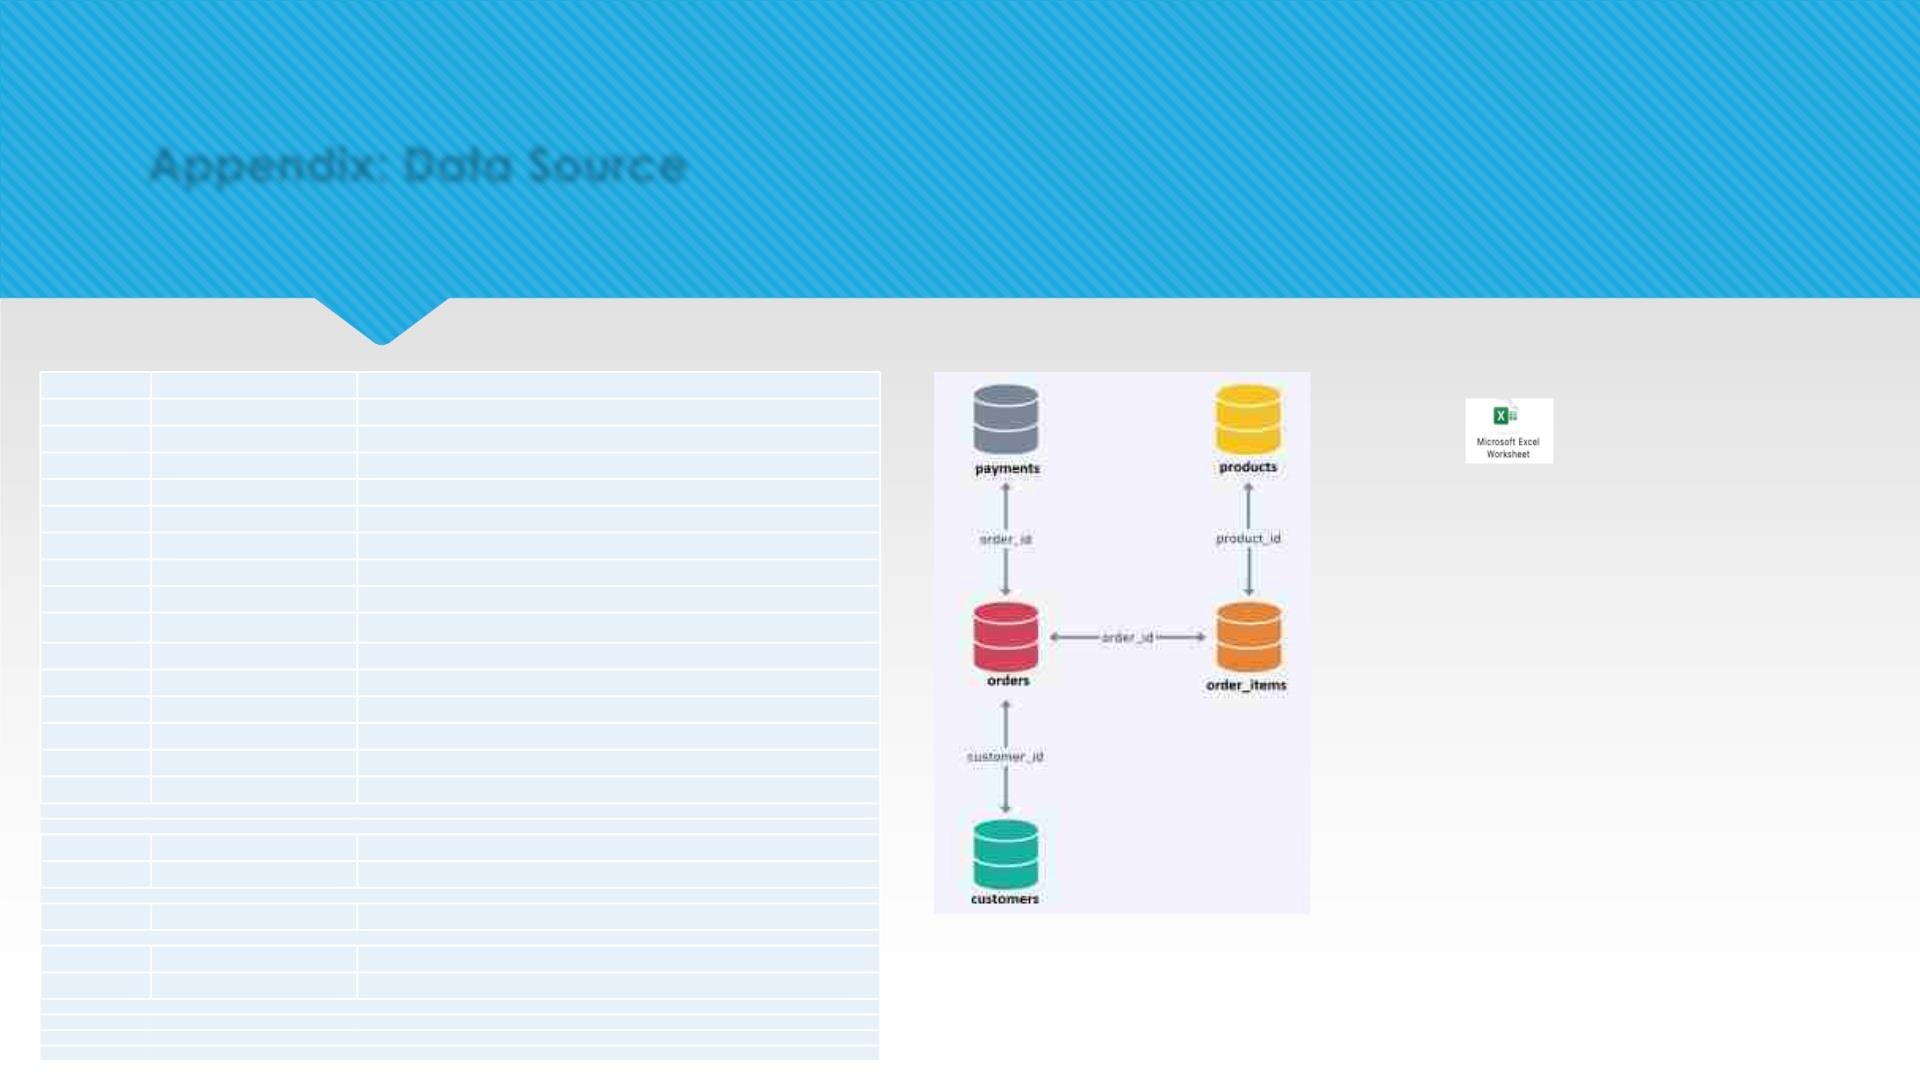 Appendix: Data Source
payments
products
order_id
product_id
orders
order_id
order_items
customer_id
customers
X
Microsoft Excel
Worksheet